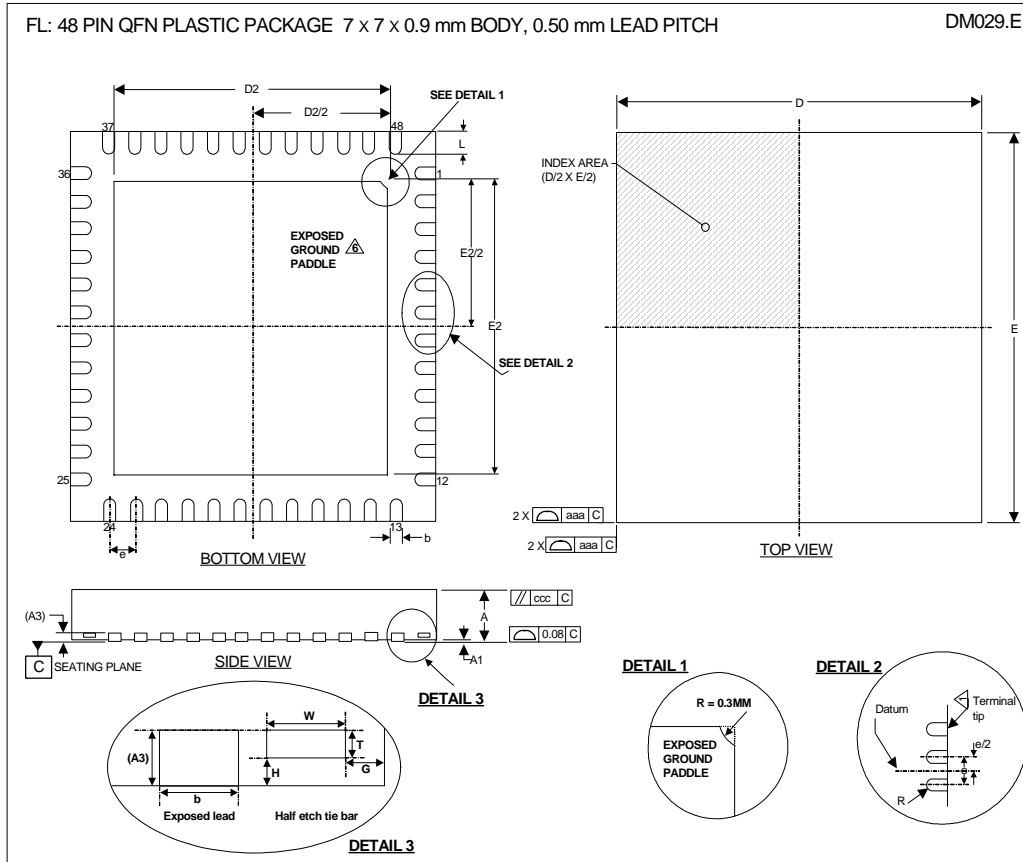 FL: 48 PIN QFN PLASTIC PACKAGE 7 x 7 x 0.9 mm BODY, 0.50 mm LEAD PITCH
DM029.E
D2
D2/2
SEE DETAIL 1
37
48
L
36
1
EXPOSED
GROUND 6
PADDLE
E2/2
E2
SEE DETAIL 2
25
12
24
13
e
b
BOTTOM VIEW
D
INDEX AREA
(D/2 X E/2)
E
2 X aaa C
2 X aaa C
TOP VIEW
(A3)
A
// ccc C
0.08 C
A1
C SEATING PLANE
SIDE VIEW
DETAIL 3
W
(A3)
T
H
G
b
Exposed lead
Half etch tie bar
DETAIL 3
DETAIL 1
R = 0.3MM
EXPOSED
GROUND
PADDLE
DETAIL 2
Datum
1 Terminal
tip
e/2
e
R